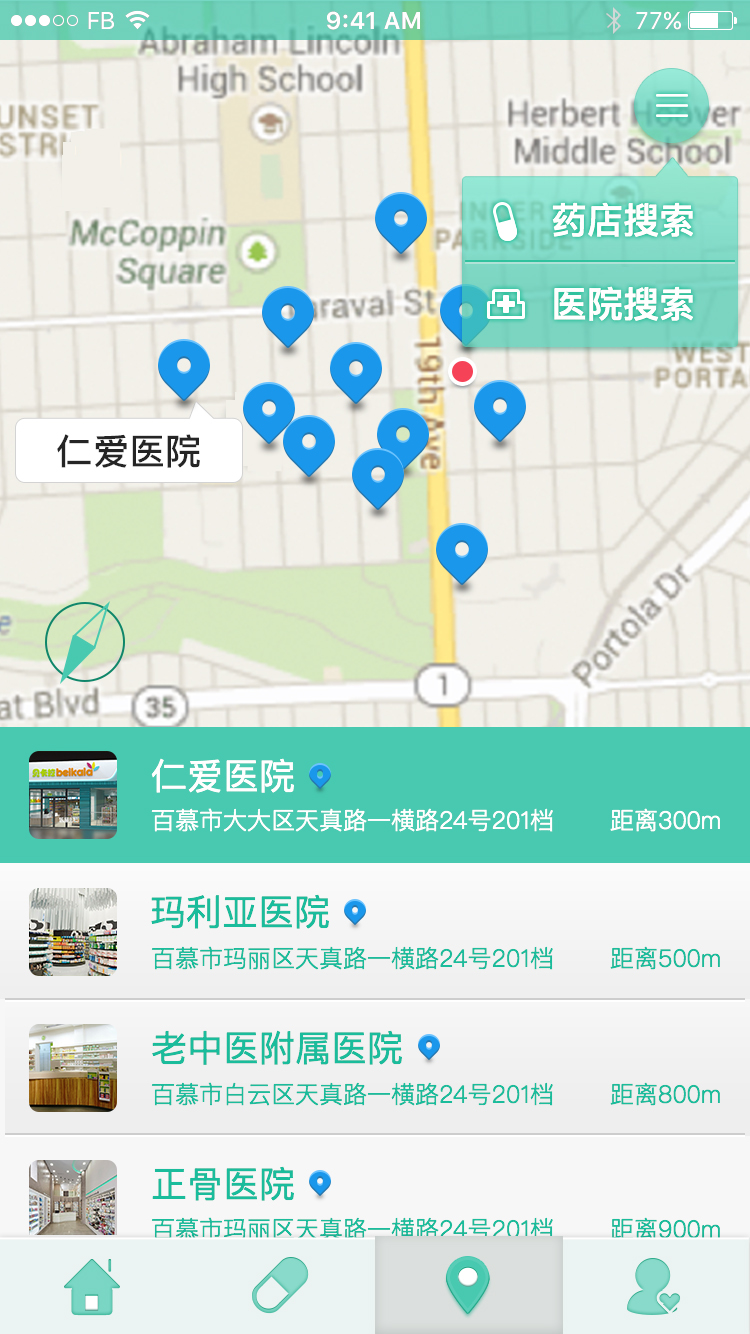 FB
9:41 AM
77%
Abraham Lincoln
High School
UNSET
STRI
Herbert Hoover
Middle School
药店搜索
INNER
PARKSIDE
McCoppin
Square
医院搜索
araval St
19th Ave
WEST
PORTA
仁爱医院
Portola Dr
at Blvd
35
1
beikala
仁爱医院
百慕市大大区天真路一横路24号201档 距离300m
玛利亚医院
百慕市玛丽区天真路一横路24号201档 距离500m
老中医附属医院
百慕市白云区天真路一横路24号201档 距离800m
正骨医院
百慕市玛丽区天真路一横路24号201档 距离900m